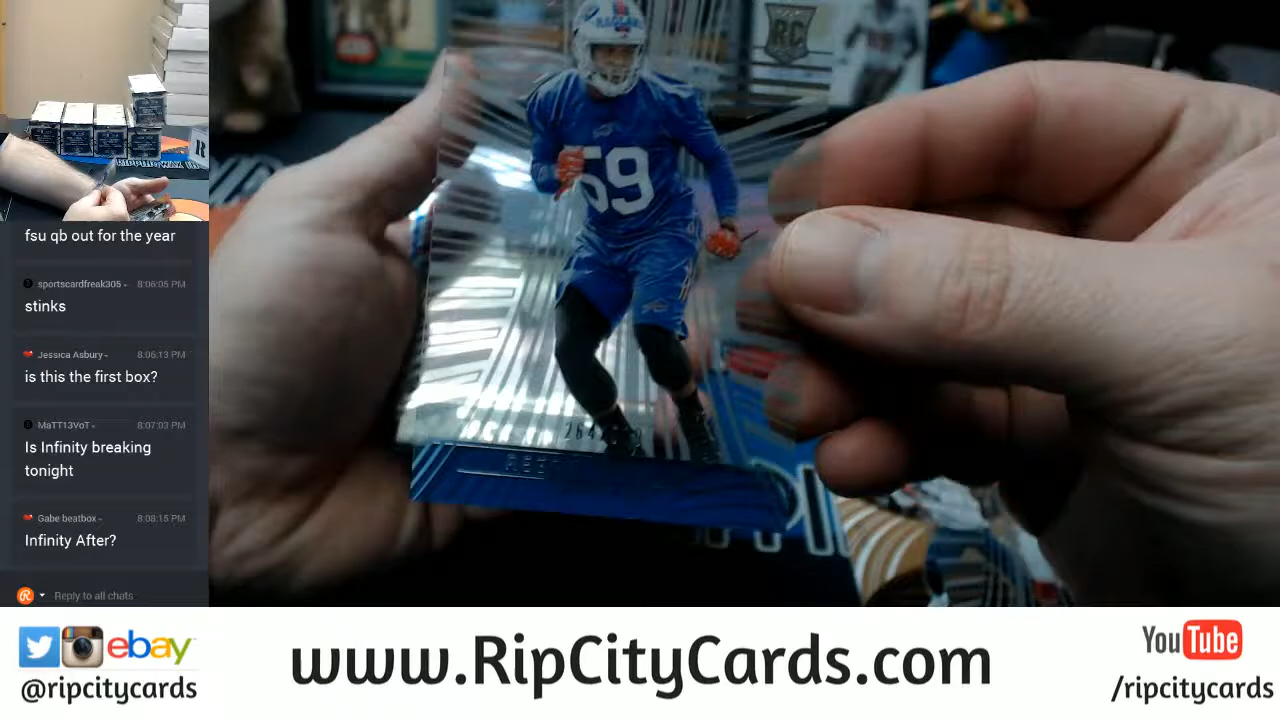 fsu qb out for the year
sportscardfreak305
8:06:05 PM
stinks
Jessica Asbury
8:06:13 PM
is this the first box?
MaTT13VoT
8:07:03 PM
Is Infinity breaking
tonight
Gabe beatbox
8:08:15 PM
Infinity After?
Reply to all chats
RC
59
ebay
@ripcitycards
www.RipCityCards.com
YouTube
/ripcitycards